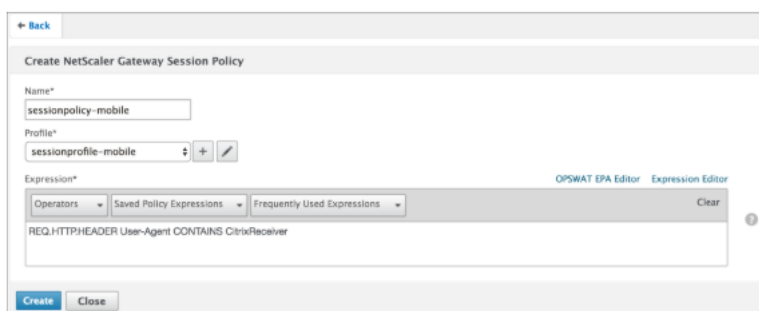 ← Back
Create NetScaler Gateway Session Policy
Name*
sessionpolicy-mobile
Profile*
sessionprofile-mobile
Expression*
OPSWAT EPA Editor Expression Editor
Operators Saved Policy Expressions Frequently Used Expressions Clear
REQ.HTTP.HEADER User-Agent CONTAINS CitrixReceiver
Create Close